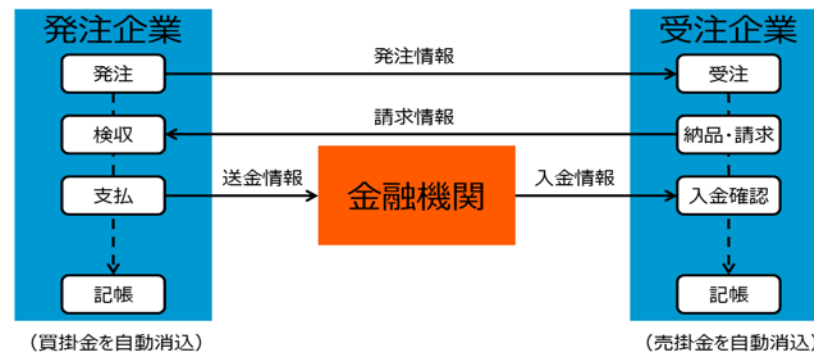 発注企業
受注企業
発注
発注情報
受注
検収
請求情報
納品・請求
支払
送金情報
金融機関
入金情報
入金確認
記帳
記帳
（買掛金を自動消込）
（売掛金を自動消込）